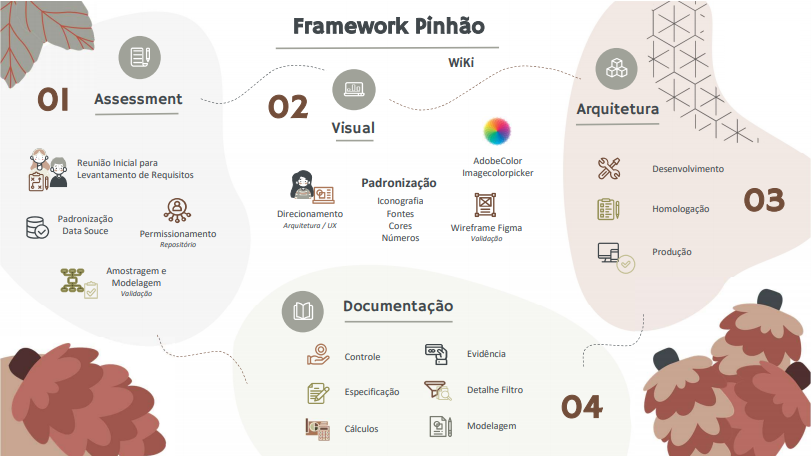 Framework Pinhão
WiKi
01
Assessment
Reunião Inicial para
Levantamento de Requisitos
Padronização
Data Souce
Permissionamento
Repositório
Amostragem e
Modelagem
Validação
02
Visual
Direcionamento
Arquitetura / UX
Padronização
Iconografia
Fontes
Cores
Números
AdobeColor
Imagecolorpicker
Wireframe Figma
Validação
Arquitetura
03
Desenvolvimento
Homologação
Produção
Documentação
04
Controle
Especificação
Cálculos
Evidência
Detalhe Filtro
Modelagem